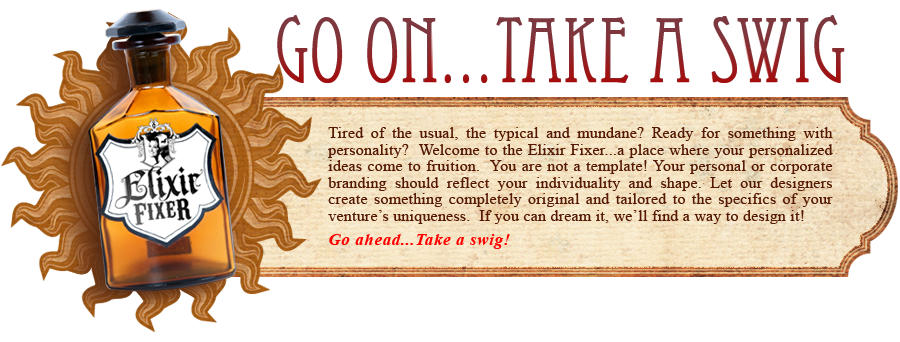 GO ON...TAKE A SWIG
Elixir
FIXER
Tired of the usual, the typical and mundane? Ready for something with
personality? Welcome to the Elixir Fixer...a place where your personalized
ideas come to fruition. You are not a template! Your personal or corporate
branding should reflect your individuality and shape. Let our designers
create something completely original and tailored to the specifics of your
venture's uniqueness. If you can dream it, we'll find a way to design it!
Go ahead...Take a swig!